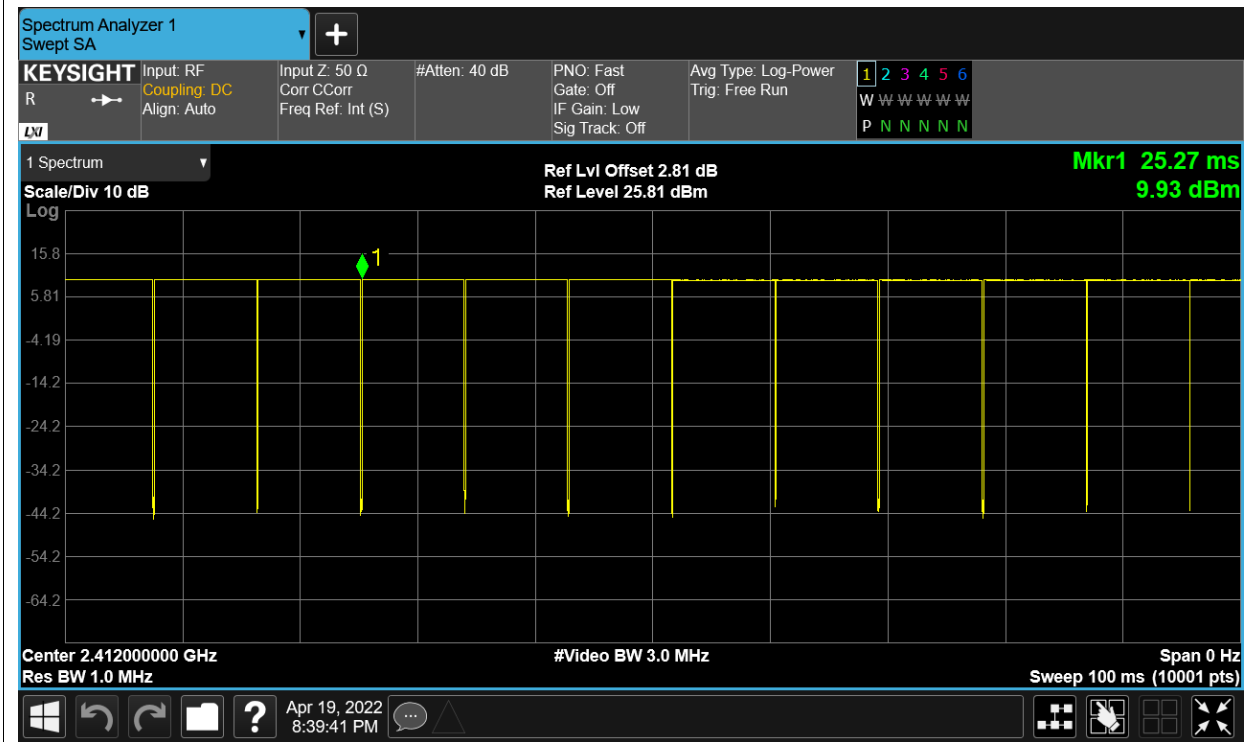 Spectrum Analyzer 1
Swept SA
+
KEYSIGHT Input: RF Input Z: 50 Ω #Atten: 40 dB PNO: Fast Avg Type: Log-Power 1 2 3 4 5 6
R Coupling: DC Corr CCorr Gate: Off Trig: Free Run W W W W W W
Align: Auto Freq Ref: Int (S) IF Gain: Low
LXI Sig Track: Off P N N N N N
1 Spectrum Ref Lvl Offset 2.81 dB Mkr1 25.27 ms
Scale/Div 10 dB Ref Level 25.81 dBm 9.93 dBm
Log
15.8
1
5.81
-4.19
-14.2
-24.2
-34.2
-44.2
-54.2
-64.2
Center 2.412000000 GHz #Video BW 3.0 MHz Span 0 Hz
Res BW 1.0 MHz Sweep 100 ms (10001 pts)
? Apr 19, 2022
8:39:41 PM